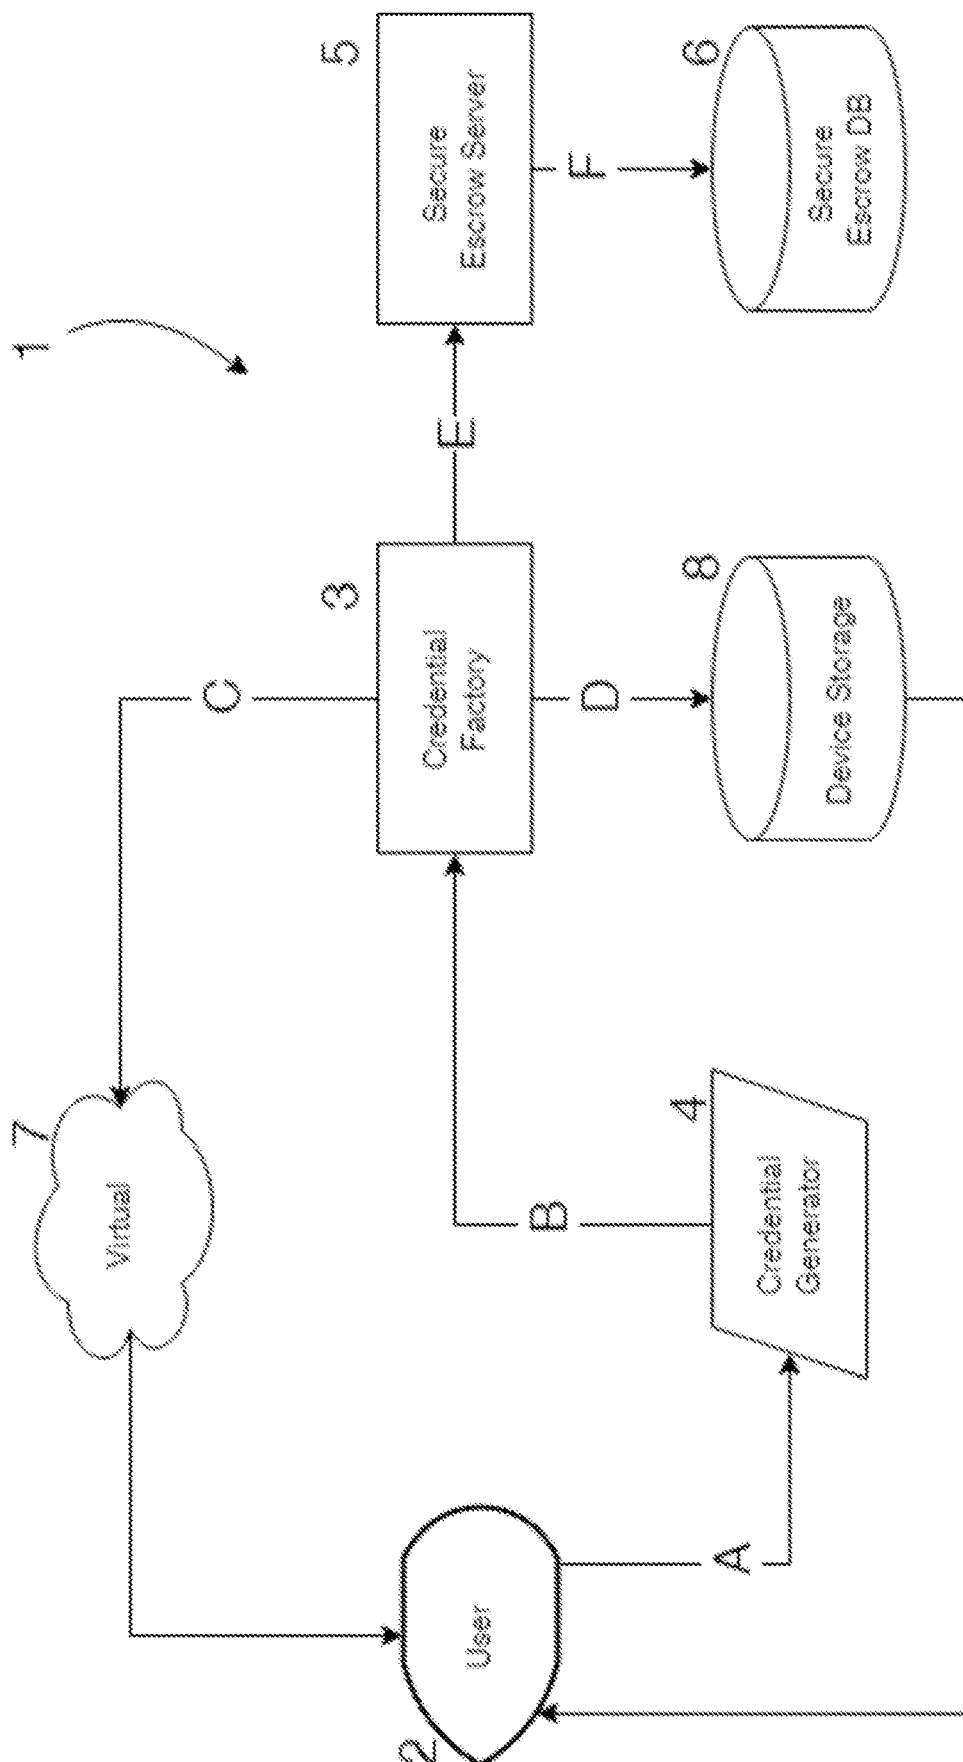 1
7
Virtual
C
2
User
3
Credential
Factory
E
5
Secure
Escrow Server
B
D
F
A
4
Credential
Generator
8
Device Storage
6
Secure
Escrow DB